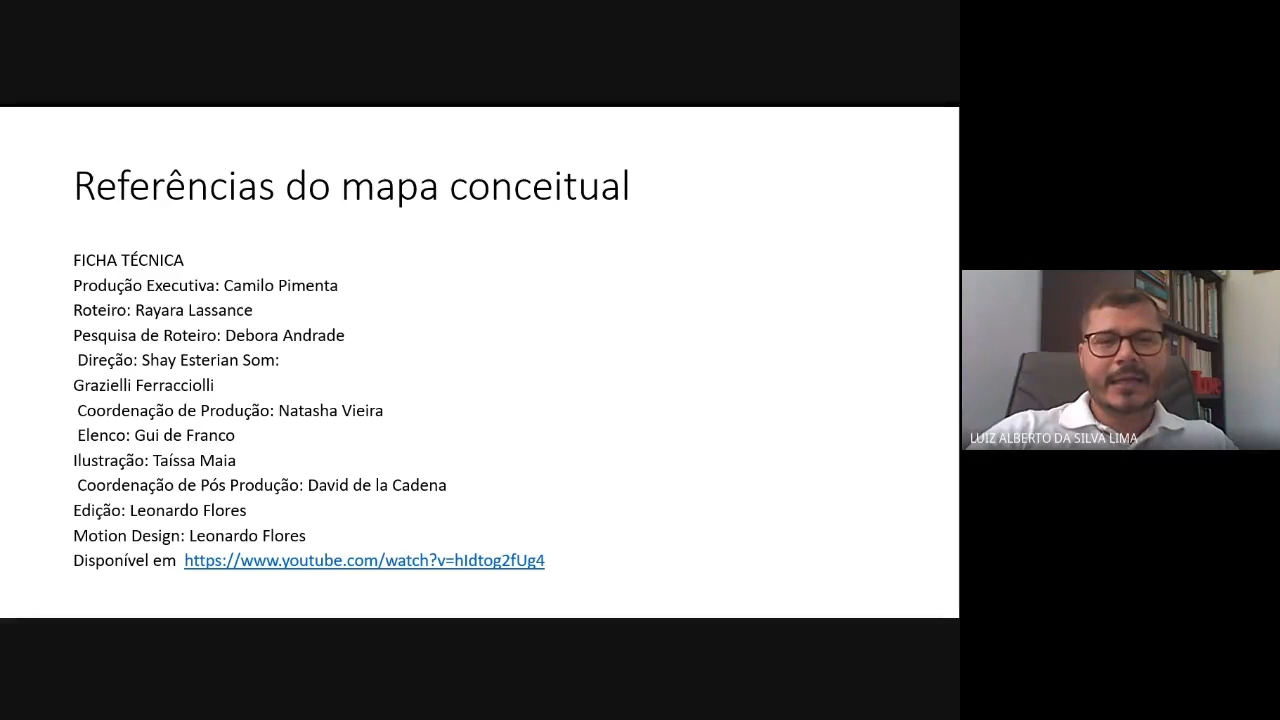 Referências do mapa conceitual
FICHA TÉCNICA
Produção Executiva: Camilo Pimenta
Roteiro: Rayara Lassance
Pesquisa de Roteiro: Debora Andrade
Direção: Shay Esterian Som:
Grazielli Ferracciolli
Coordenação de Produção: Natasha Vieira
Elenco: Gui de Franco
Ilustração: Taíssa Maia
Coordenação de Pós Produção: David de la Cadena
Edição: Leonardo Flores
Motion Design: Leonardo Flores
Disponível em https://www.youtube.com/watch?v=hIdtog2fUg4
LUIZ ALBERTO DA SILVA LIMA